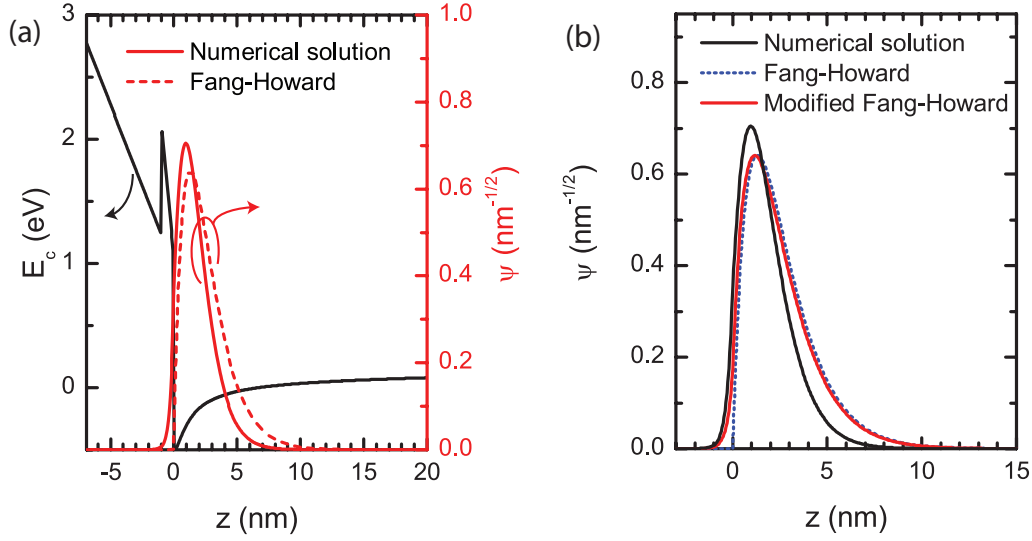 (a)
3
2
1
0
E_c (eV)
Numerical solution
Fang-Howard
1.0
0.8
0.6
0.4
0.2
0.0
ψ (nm^-1/2)
-5 0 5 10 15 20
z (nm)
(b)
0.8
0.6
0.4
0.2
0.0
ψ (nm^-1/2)
Numerical solution
Fang-Howard
Modified Fang-Howard
0 5 10 15
z (nm)